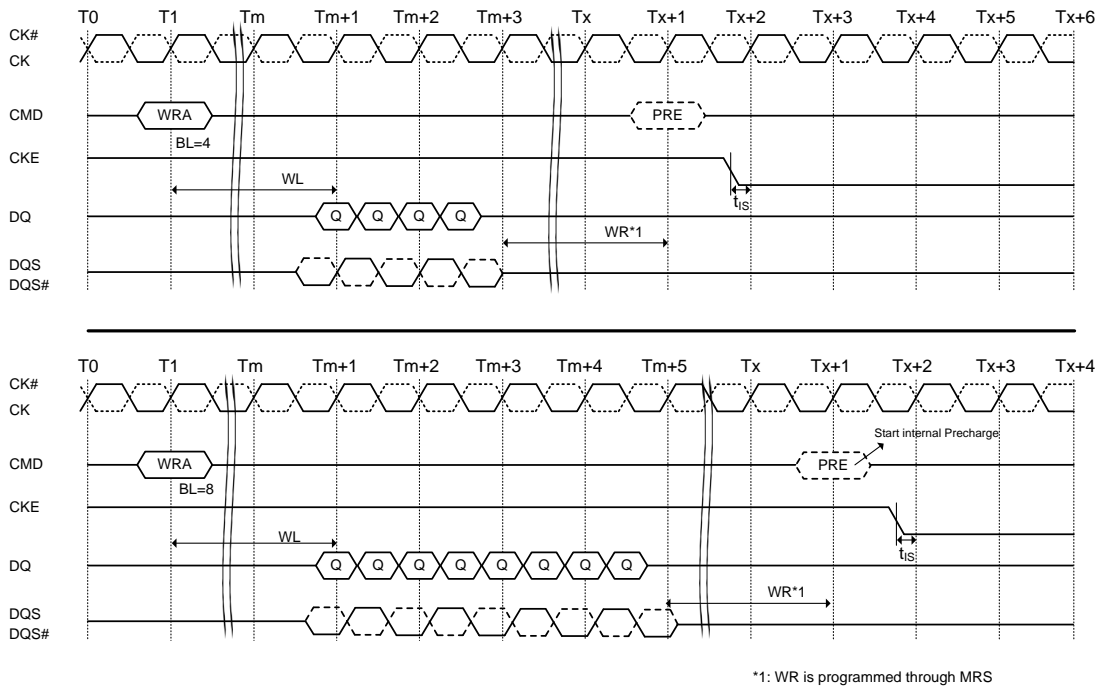 T0 T1 Tm Tm+1 Tm+2 Tm+3 Tx Tx+1 Tx+2 Tx+3 Tx+4 Tx+5 Tx+6
CK#
CK
CMD WRA PRE
BL=4
CKE
WL
tIS
DQ Q Q Q Q
WR*1
DQS
DQS#
T0 T1 Tm Tm+1 Tm+2 Tm+3 Tm+4 Tm+5 Tx Tx+1 Tx+2 Tx+3 Tx+4
CK#
CK
Start internal Precharge
CMD WRA PRE
BL=8
CKE
WL
tIS
DQ Q Q Q Q Q Q Q Q
WR*1
DQS
DQS#
*1: WR is programmed through MRS